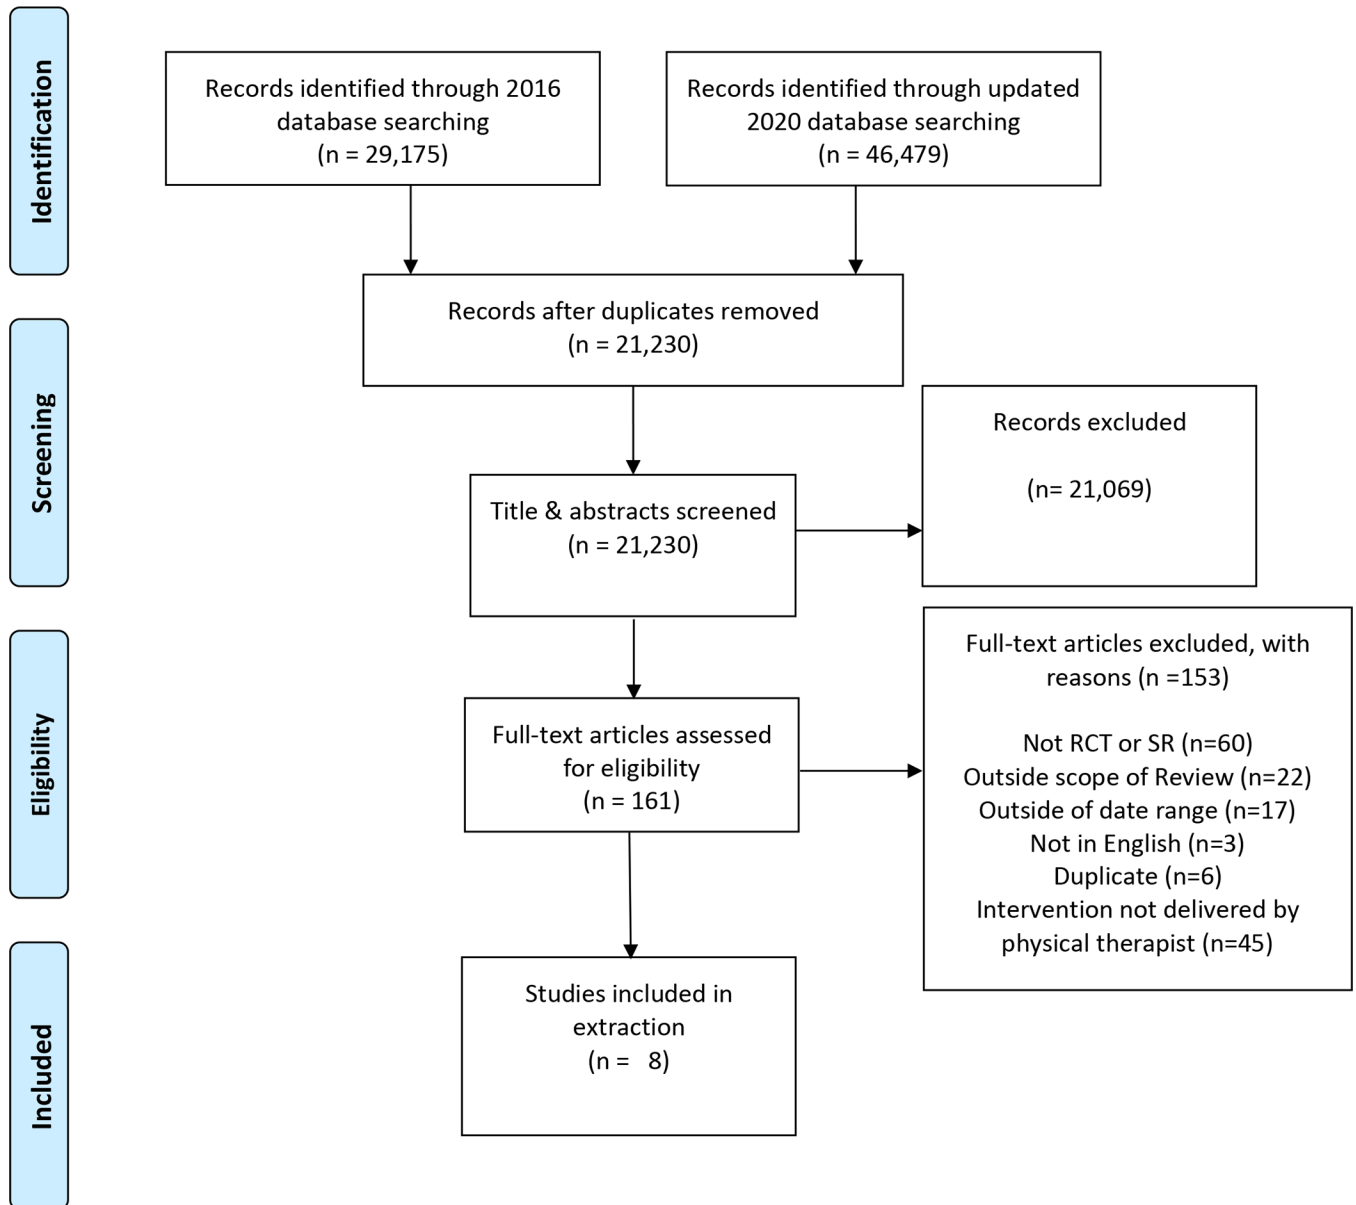 Identification
Records identified through 2016
database searching
(n = 29,175)
Records identified through updated
2020 database searching
(n = 46,479)
Records after duplicates removed
(n = 21,230)
Screening
Title & abstracts screened
(n = 21,230)
Records excluded
(n= 21,069)
Eligibility
Full-text articles assessed
for eligibility
(n = 161)
Full-text articles excluded, with
reasons (n =153)
Not RCT or SR (n=60)
Outside scope of Review (n=22)
Outside of date range (n=17)
Not in English (n=3)
Duplicate (n=6)
Intervention not delivered by
physical therapist (n=45)
Included
Studies included in
extraction
(n =   8)